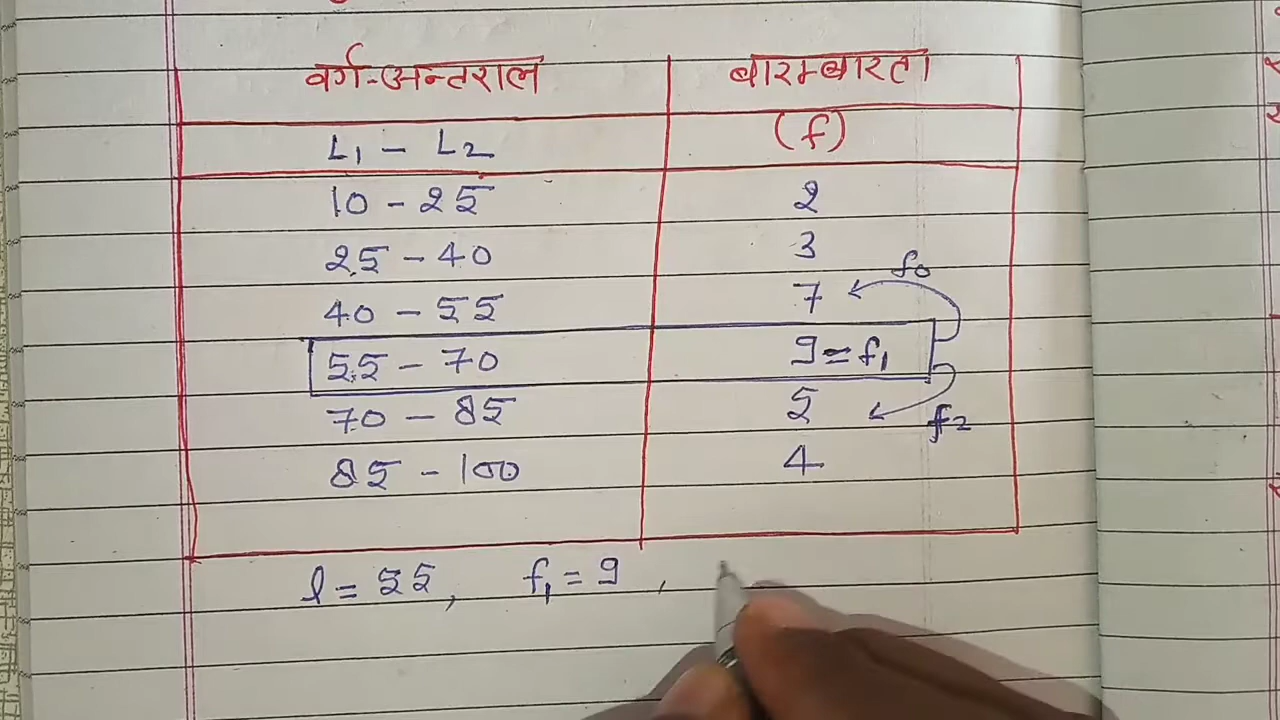 वर्ग-अन्तराल बारम्बारता
L₁ - L₂ (f)
10 - 25 2
25 - 40 3
f₀
40 - 55 7
55 - 70 9 = f₁
70 - 85 5
f₂
85 - 100 4
l = 55, f₁ = 9,